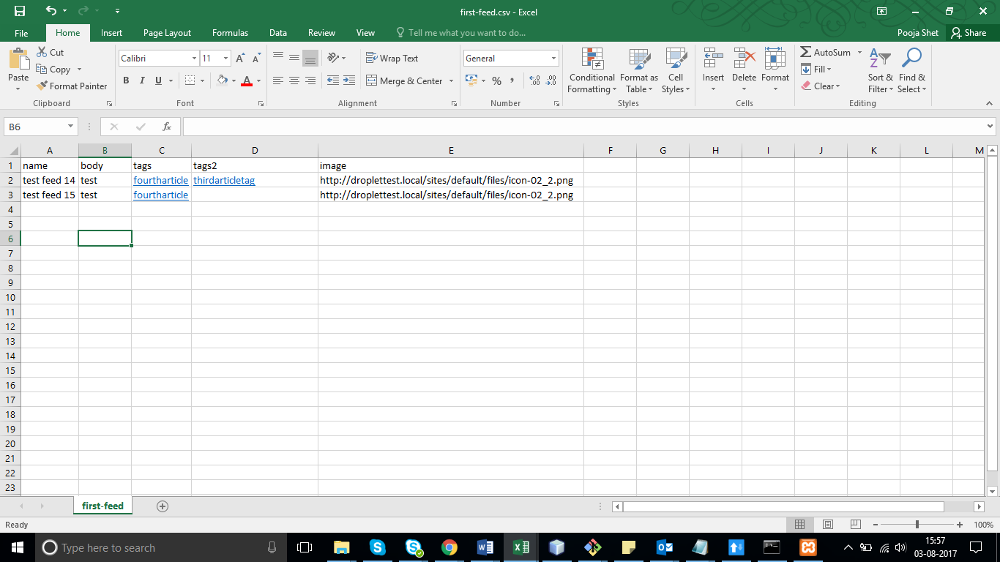 first-feed.csv - Excel
File Home Insert Page Layout Formulas Data Review View Tell me what you want to do... Pooja Shet Share
Paste
Cut
Copy
Format Painter
Clipboard
Calibri 11
B I U A
Font
Wrap Text
Merge & Center
Alignment
General
% , .0 .00
Number
Conditional Formatting
Format as Table
Cell Styles
Styles
Insert Delete Format
Cells
AutoSum
Fill
Clear
Sort & Filter
Find & Select
Editing
B6 fx
A B C D E F G H I J K L M
1 name body tags tags2 image
2 test feed 14 test fourtharticle thirdarticletag http://droplettest.local/sites/default/files/icon-02_2.png
3 test feed 15 test fourtharticle http://droplettest.local/sites/default/files/icon-02_2.png
4
5
6
7
8
9
10
11
12
13
14
15
16
17
18
19
20
21
22
23
first-feed
Ready 100%
Type here to search 15:57
03-08-2017